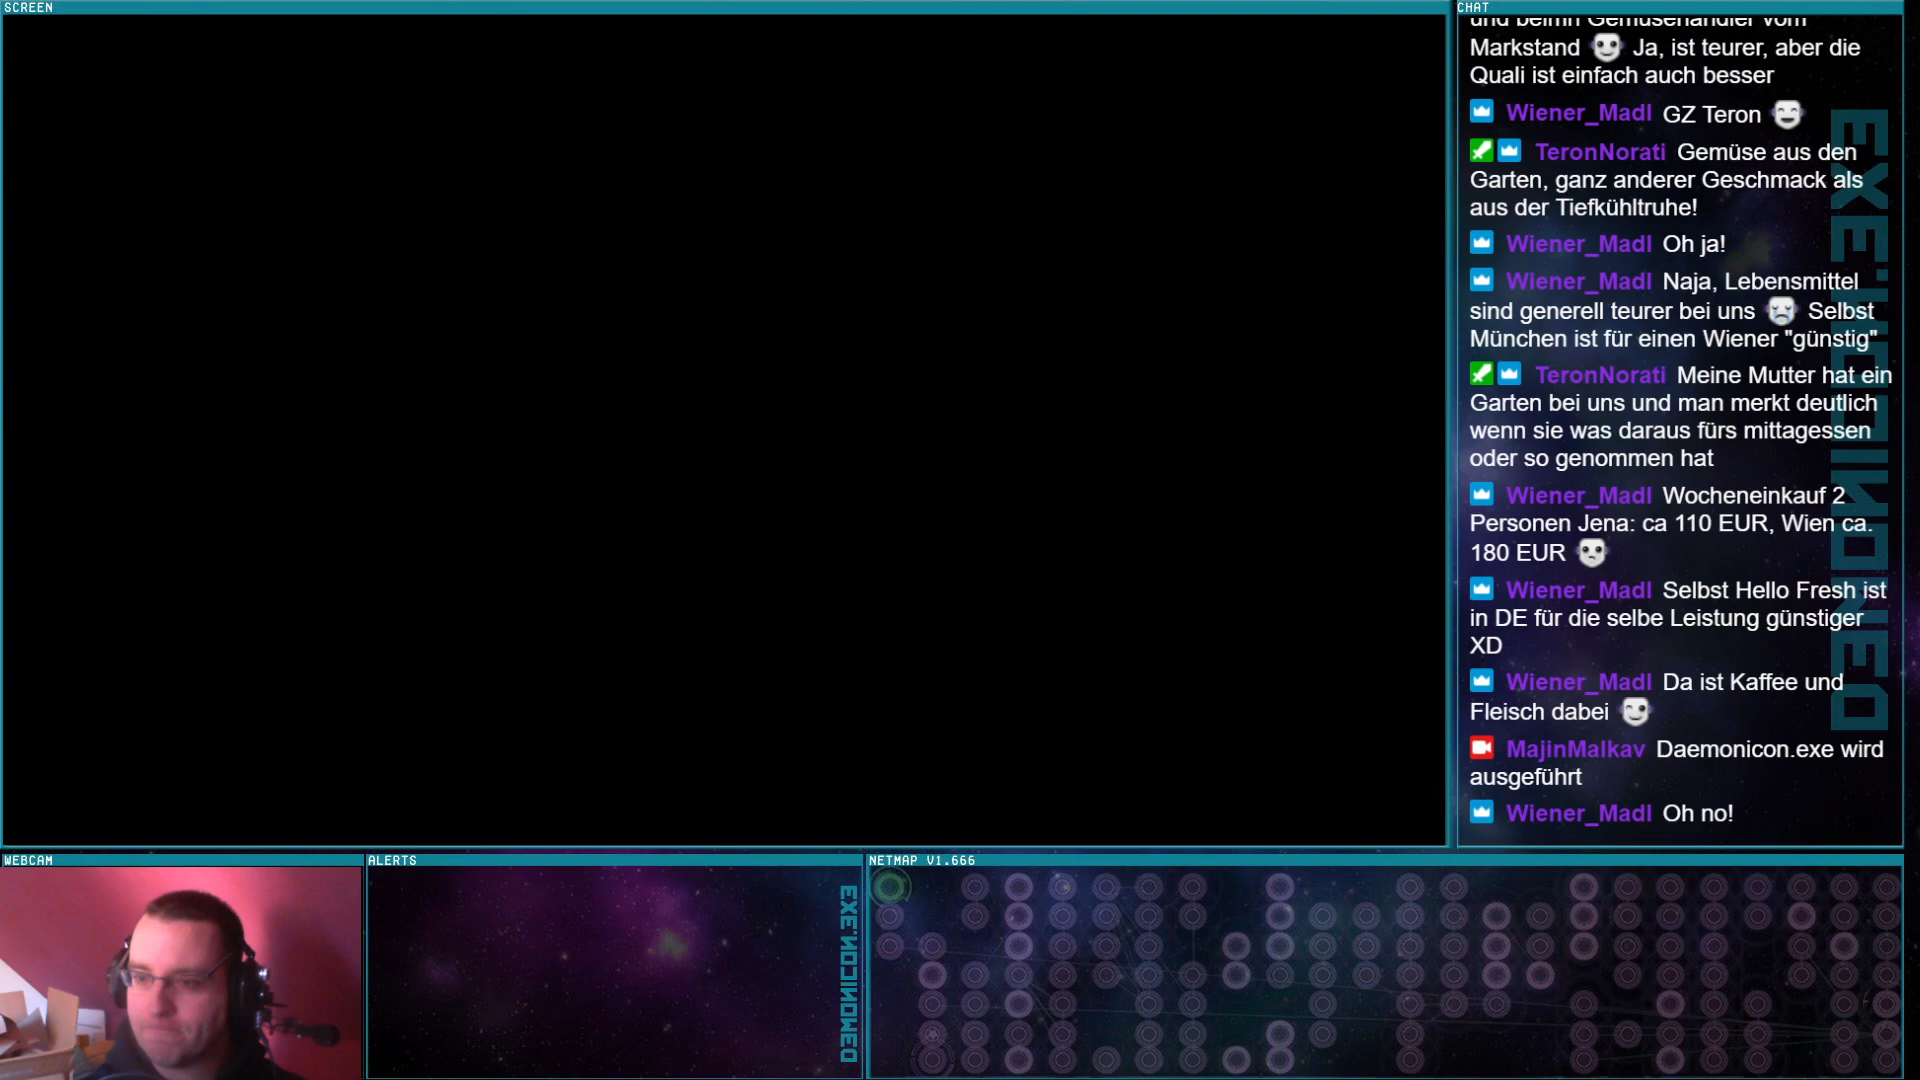 SCREEN
CHAT
und beimn Gemüsehändler vom
Markstand Ja, ist teurer, aber die
Quali ist einfach auch besser
Wiener_Madl GZ Teron
TeronNorati Gemüse aus den
Garten, ganz anderer Geschmack als
aus der Tiefkühltruhe!
Wiener_Madl Oh ja!
Wiener_Madl Naja, Lebensmittel
sind generell teurer bei uns Selbst
München ist für einen Wiener "günstig"
TeronNorati Meine Mutter hat ein
Garten bei uns und man merkt deutlich
wenn sie was daraus fürs mittagessen
oder so genommen hat
Wiener_Madl Wocheneinkauf 2
Personen Jena: ca 110 EUR, Wien ca.
180 EUR
Wiener_Madl Selbst Hello Fresh ist
in DE für die selbe Leistung günstiger
XD
Wiener_Madl Da ist Kaffee und
Fleisch dabei
MajinMalkav Daemonicon.exe wird
ausgeführt
Wiener_Madl Oh no!
WEBCAM
ALERTS
NETMAP V1.666